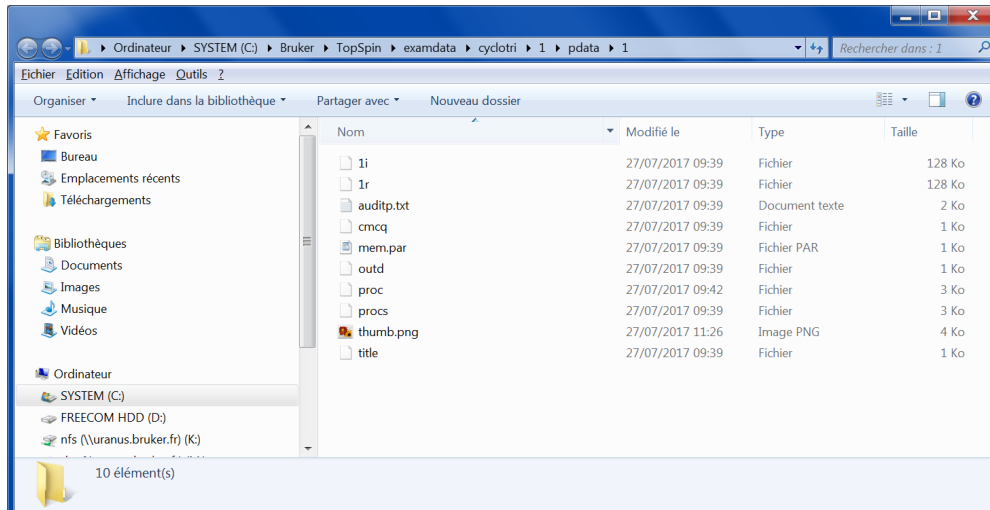 Ordinateur SYSTEM (C:) Bruker TopSpin examdata cyclotri 1 pdata 1 Rechercher dans : 1
Fichier Edition Affichage Outils ?
Organiser Inclure dans la bibliothèque Partager avec Nouveau dossier
Favoris
Bureau
Emplacements récents
Téléchargements
Bibliothèques
Documents
Images
Musique
Vidéos
Ordinateur
SYSTEM (C:)
FREECOM HDD (D:)
nfs (\\uranus.bruker.fr) (K:)
Nom Modifié le Type Taille
1i 27/07/2017 09:39 Fichier 128 Ko
1r 27/07/2017 09:39 Fichier 128 Ko
auditp.txt 27/07/2017 09:39 Document texte 2 Ko
cmcq 27/07/2017 09:39 Fichier 1 Ko
mem.par 27/07/2017 09:39 Fichier PAR 1 Ko
outd 27/07/2017 09:39 Fichier 1 Ko
proc 27/07/2017 09:42 Fichier 3 Ko
procs 27/07/2017 09:39 Fichier 3 Ko
thumb.png 27/07/2017 11:26 Image PNG 4 Ko
title 27/07/2017 09:39 Fichier 1 Ko
10 élément(s)